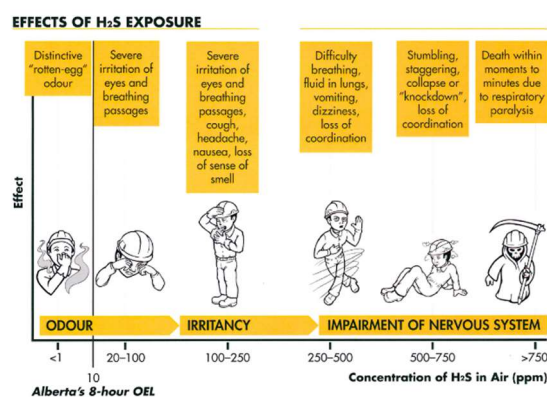 EFFECTS OF H2S EXPOSURE
Distinctive
"rotten-egg"
odour
Severe
irritation of
eyes and
breathing
passages
Severe
irritation of
eyes and
breathing
passages,
cough,
headache,
nausea, loss
of sense of
smell
Difficulty
breathing,
fluid in lungs,
vomiting,
dizziness,
loss of
coordination
Stumbling,
staggering,
collapse or
"knockdown",
loss of
coordination
Death within
moments to
minutes due
to respiratory
paralysis
Effect
ODOUR
IRRITANCY
IMPAIRMENT OF NERVOUS SYSTEM
<1
20–100
100–250
250–500
500–750
>750
10
Concentration of H2S in Air (ppm)
Alberta's 8-hour OEL